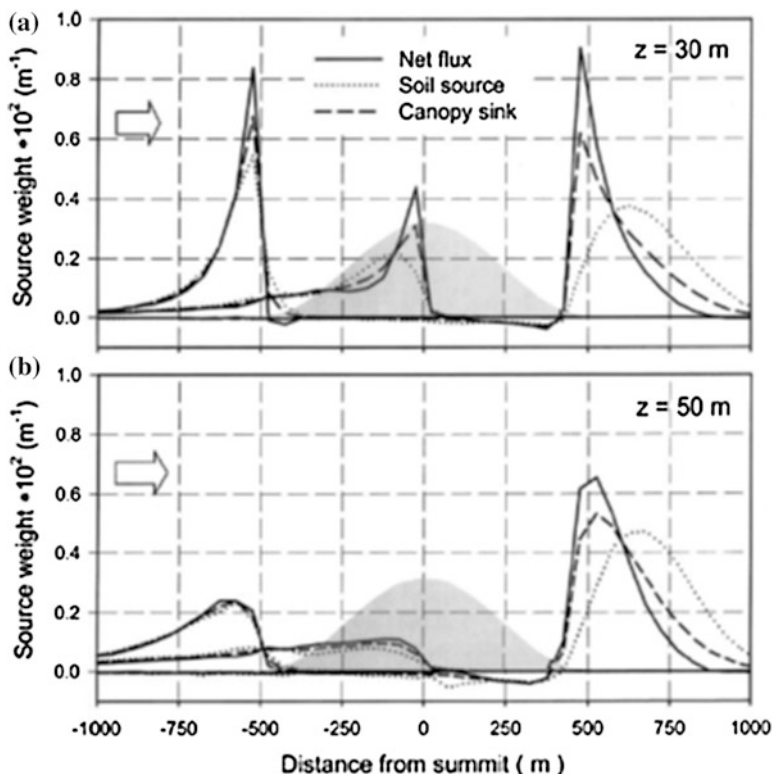 (a)
1.0
0.8
0.6
0.4
0.2
0.0
Source weight •10² (m⁻¹)
Net flux
Soil source
Canopy sink
z = 30 m
(b)
1.0
0.8
0.6
0.4
0.2
0.0
Source weight •10² (m⁻¹)
z = 50 m
-1000 -750 -500 -250 0 250 500 750 1000
Distance from summit ( m )